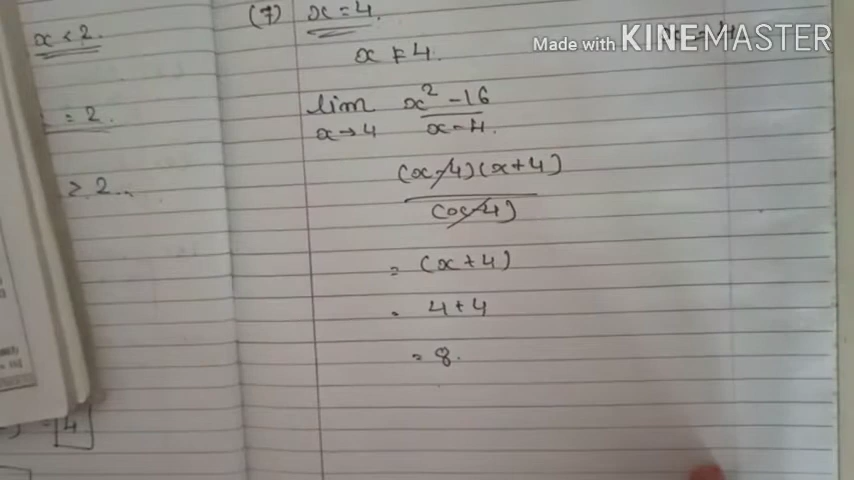 x < 2.
= 2.
≥ 2..
4
(7) x = 4.
x ≠ 4.
lim x² - 16
x → 4 x - 4.
(x-4)(x+4)
(x-4)
= (x + 4)
= 4 + 4
= 8.
Made with KINEMASTER